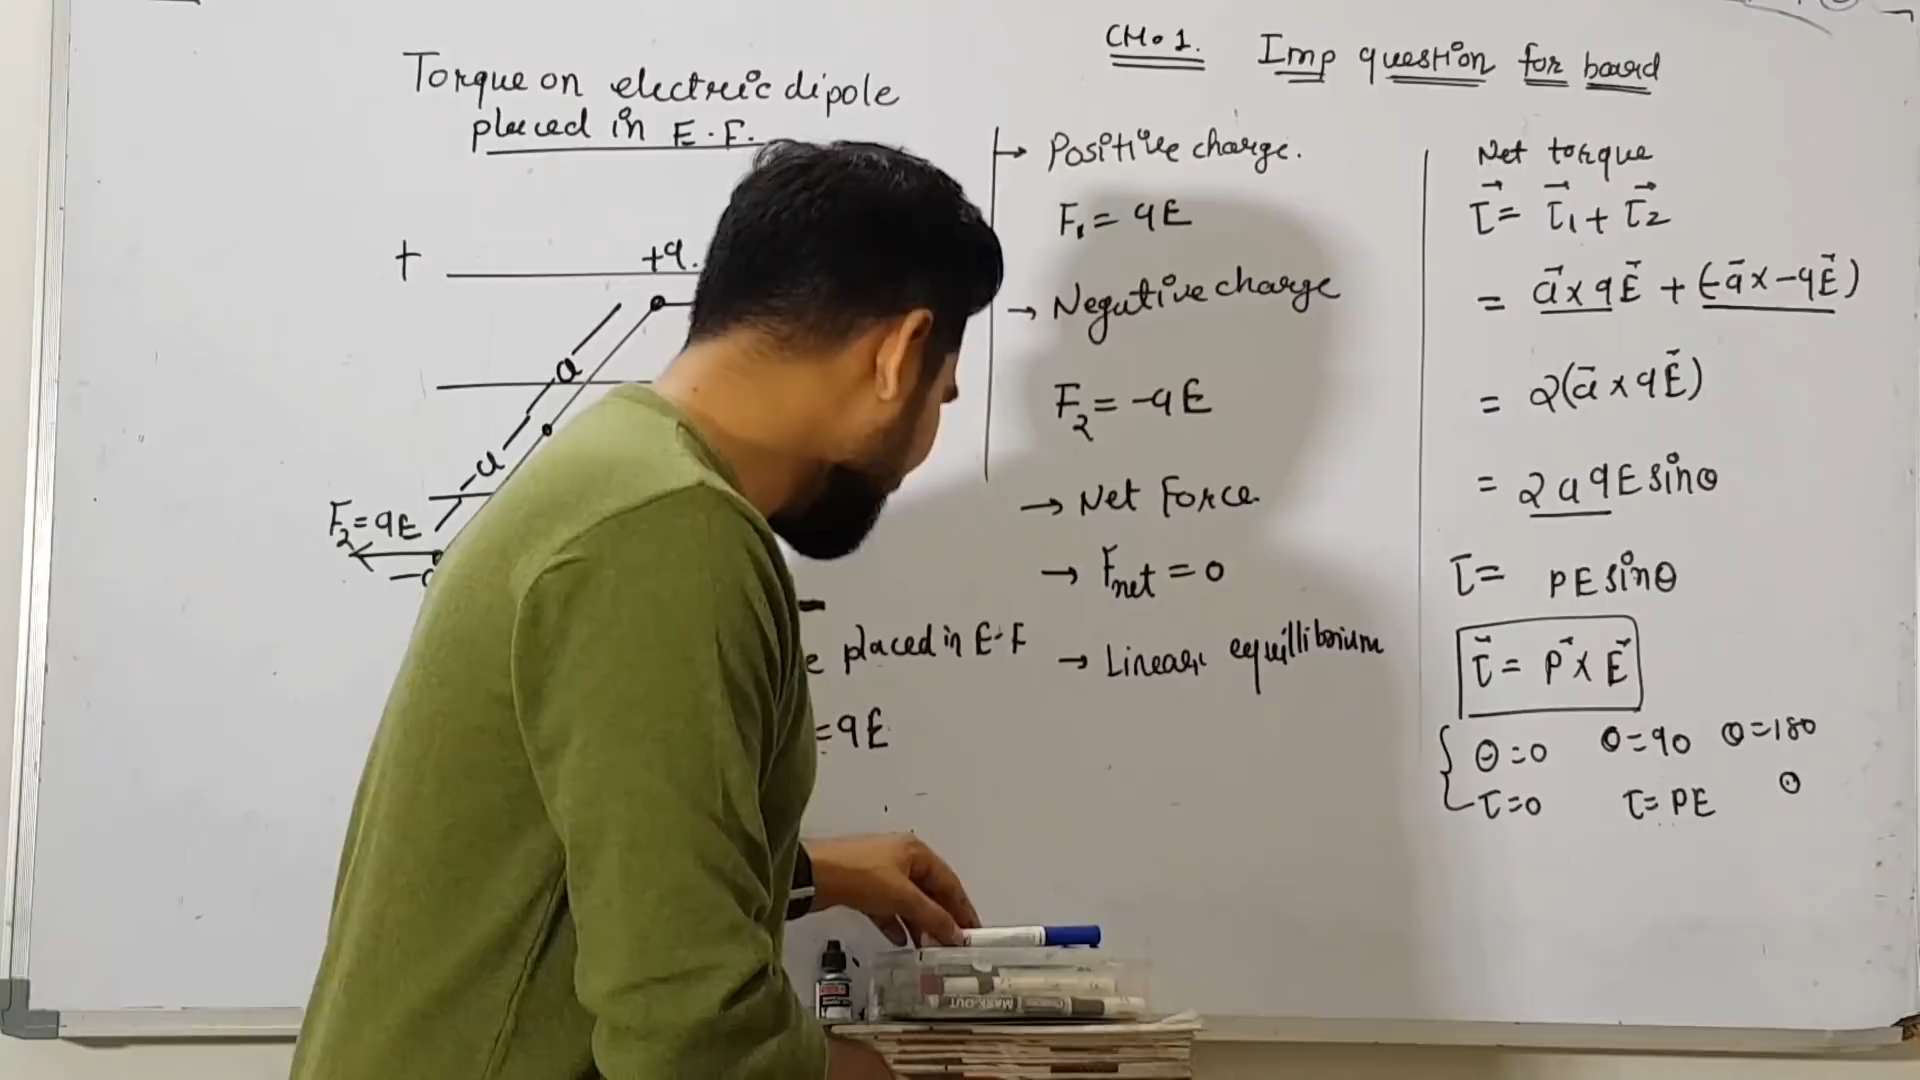 CH.1. Imp question for board
Torque on electric dipole
placed in E.F.
+
+q.
a
-a
F₂=qE
placed in E.F
=qE
→ Positive charge.
F₁ = qE
→ Negative charge
F₂ = -qE
→ Net Force.
→ Fnet = 0
→ Linear equillibrium
Net torque
τ⃗ = τ⃗₁ + τ⃗₂
= a⃗ x qE⃗ + (-a⃗ x -qE⃗)
= 2(a⃗ x qE⃗)
= 2aqE sinθ
τ = PE sinθ
τ⃗ = P⃗ x E⃗
θ=0 θ=90 θ=180
τ=0 τ=PE 0